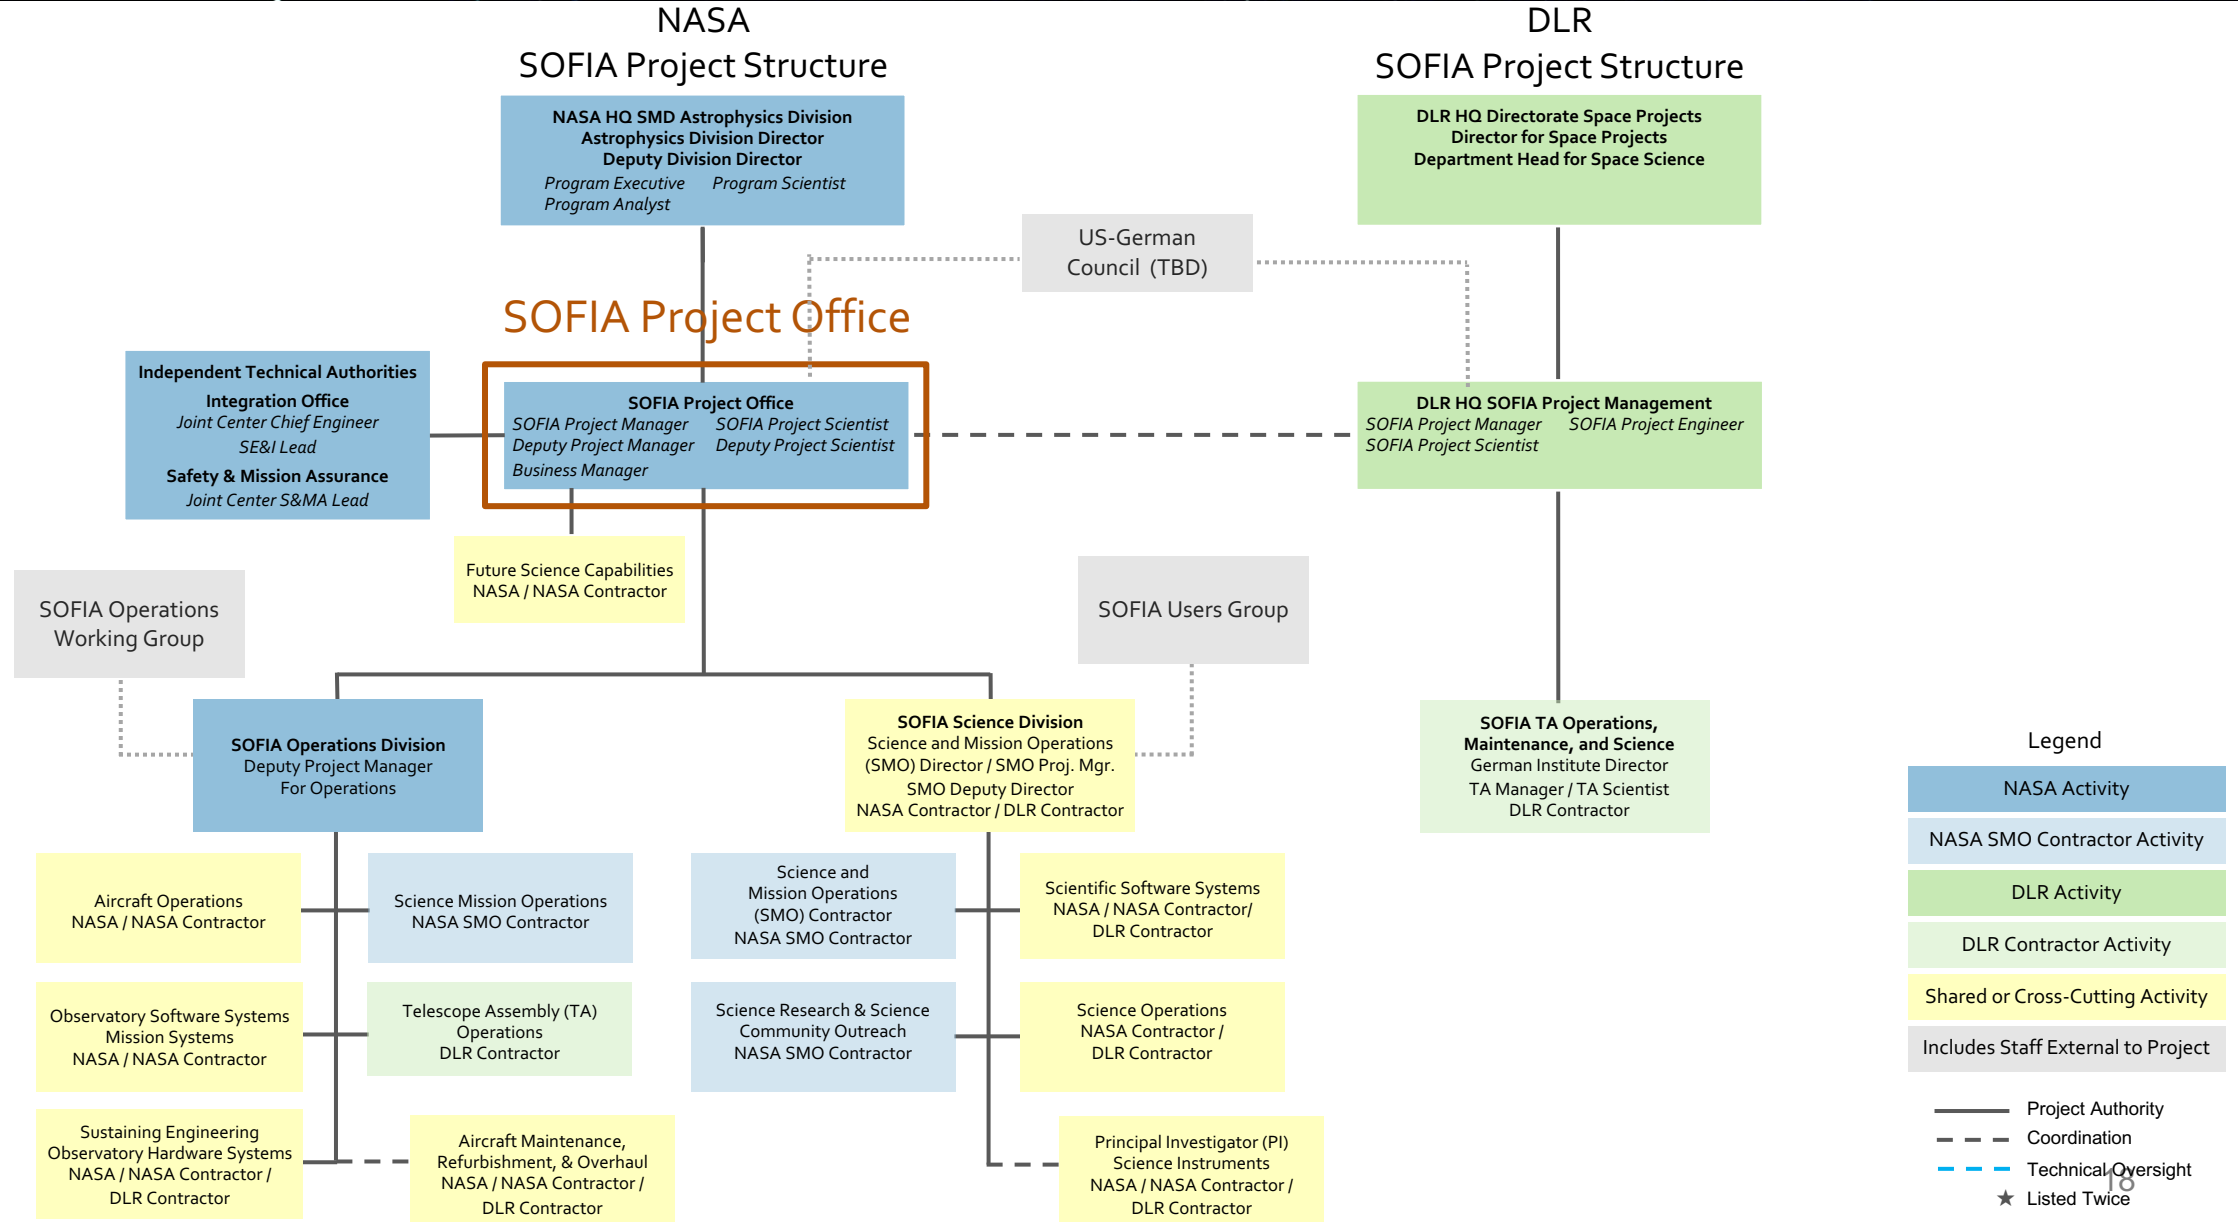 NASA
SOFIA Project Structure
DLR
SOFIA Project Structure
NASA HQ SMD Astrophysics Division
Astrophysics Division Director
Deputy Division Director
Program Executive Program Scientist
Program Analyst
DLR HQ Directorate Space Projects
Director for Space Projects
Department Head for Space Science
US-German
Council (TBD)
SOFIA Project Office
Independent Technical Authorities
Integration Office
Joint Center Chief Engineer
SE&I Lead
Safety & Mission Assurance
Joint Center S&MA Lead
SOFIA Project Office
SOFIA Project Manager SOFIA Project Scientist
Deputy Project Manager Deputy Project Scientist
Business Manager
DLR HQ SOFIA Project Management
SOFIA Project Manager SOFIA Project Engineer
SOFIA Project Scientist
Future Science Capabilities
NASA / NASA Contractor
SOFIA Operations
Working Group
SOFIA Users Group
SOFIA Operations Division
Deputy Project Manager
For Operations
SOFIA Science Division
Science and Mission Operations
(SMO) Director / SMO Proj. Mgr.
SMO Deputy Director
NASA Contractor / DLR Contractor
SOFIA TA Operations,
Maintenance, and Science
German Institute Director
TA Manager / TA Scientist
DLR Contractor
Aircraft Operations
NASA / NASA Contractor
Science Mission Operations
NASA SMO Contractor
Science and
Mission Operations
(SMO) Contractor
NASA SMO Contractor
Scientific Software Systems
NASA / NASA Contractor/
DLR Contractor
Observatory Software Systems
Mission Systems
NASA / NASA Contractor
Telescope Assembly (TA)
Operations
DLR Contractor
Science Research & Science
Community Outreach
NASA SMO Contractor
Science Operations
NASA Contractor /
DLR Contractor
Sustaining Engineering
Observatory Hardware Systems
NASA / NASA Contractor /
DLR Contractor
Aircraft Maintenance,
Refurbishment, & Overhaul
NASA / NASA Contractor /
DLR Contractor
Principal Investigator (PI)
Science Instruments
NASA / NASA Contractor /
DLR Contractor
Legend
NASA Activity
NASA SMO Contractor Activity
DLR Activity
DLR Contractor Activity
Shared or Cross-Cutting Activity
Includes Staff External to Project
Project Authority
Coordination
Technical Oversight
Listed Twice
18